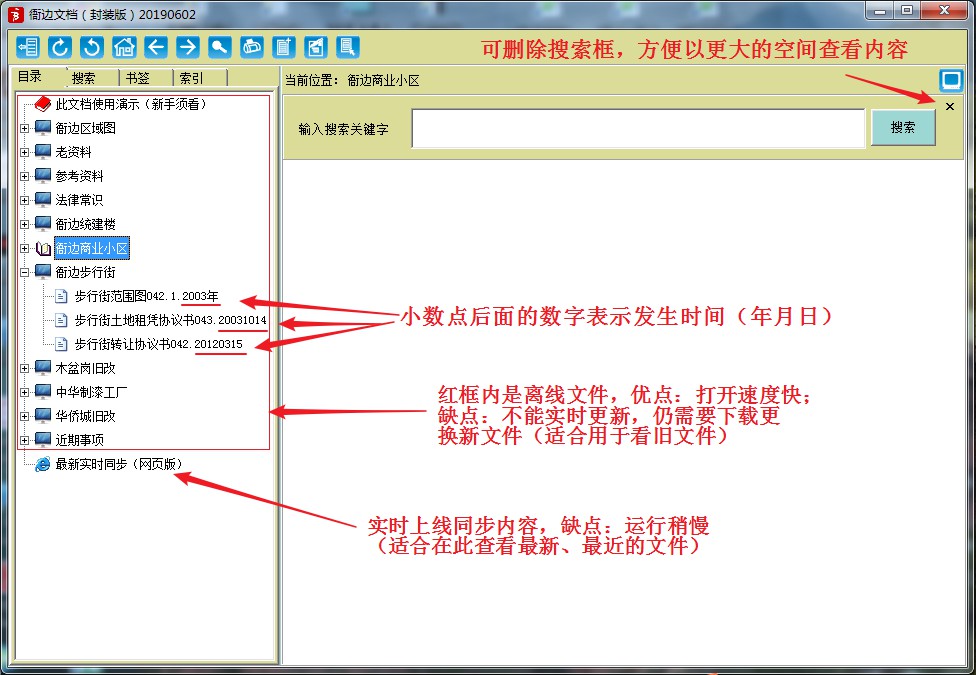 衙边文档（封装版）20190602
可删除搜索框，方便以更大的空间查看内容
目录 搜索 书签 索引
当前位置： 衙边商业小区
此文档使用演示（新手须看）
输入搜索关键字
搜索
衙边区域图
老资料
参考资料
法律常识
衙边统建楼
衙边商业小区
衙边步行街
步行街范围图042.1.2003年
步行街土地租凭协议书043.20031014
步行街转让协议书042.20120315
小数点后面的数字表示发生时间（年月日）
木盆岗旧改
中华制漆工厂
华侨城旧改
近期事项
最新实时同步（网页版）
红框内是离线文件，优点：打开速度快；
缺点：不能实时更新，仍需要下载更
换新文件（适合用于看旧文件）
实时上线同步内容，缺点：运行稍慢
（适合在此查看最新、最近的文件）